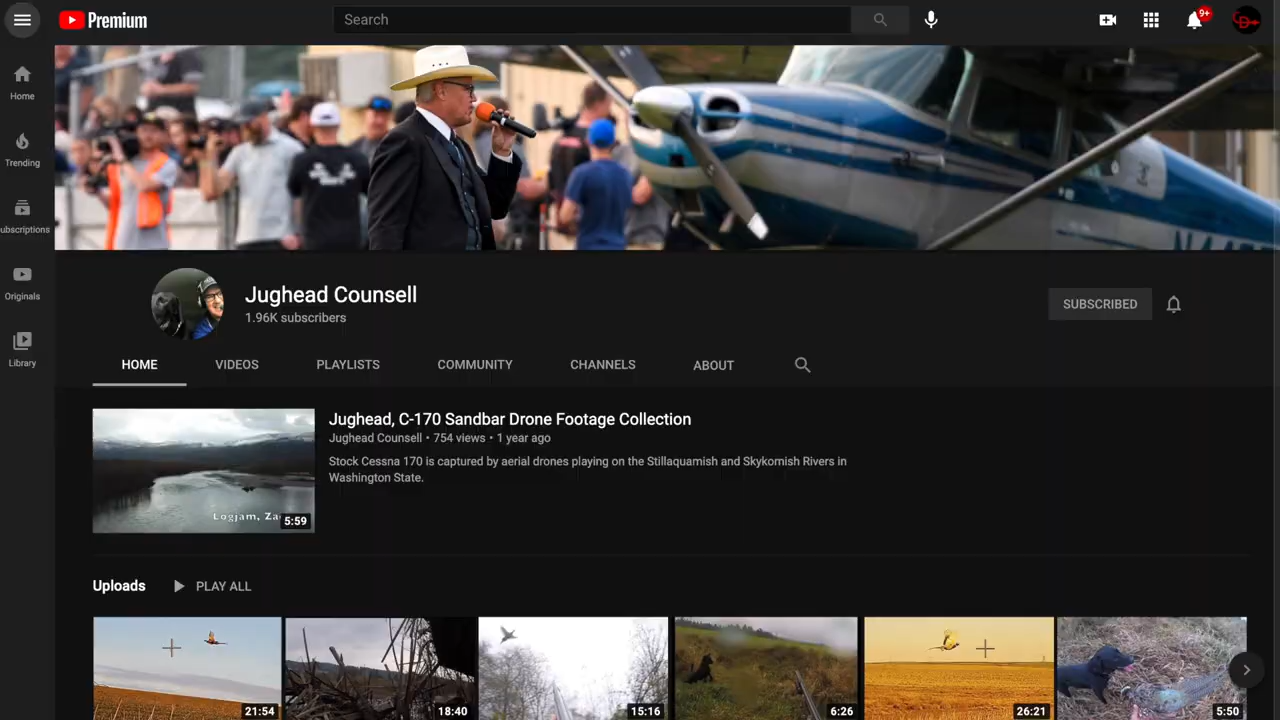 Premium
Search
9+
Home
Trending
ubscriptions
Originals
Library
Jughead Counsell
1.96K subscribers
SUBSCRIBED
HOME VIDEOS PLAYLISTS COMMUNITY CHANNELS ABOUT
Jughead, C-170 Sandbar Drone Footage Collection
Jughead Counsell • 754 views • 1 year ago
Stock Cessna 170 is captured by aerial drones playing on the Stillaquamish and Skykomish Rivers in
Washington State.
Logjam, Za
5:59
Uploads PLAY ALL
21:54 18:40 15:16 6:26 26:21 5:50